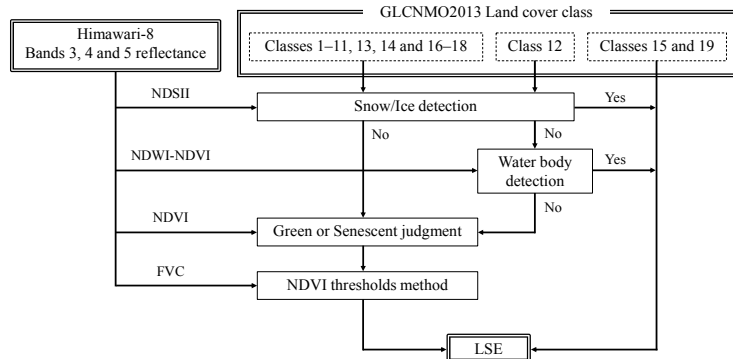 GLCNMO2013 Land cover class
Himawari-8
Bands 3, 4 and 5 reflectance
Classes 1–11, 13, 14 and 16–18
Class 12
Classes 15 and 19
NDSII
Snow/Ice detection
Yes
No
No
NDWI-NDVI
Water body
detection
Yes
No
NDVI
Green or Senescent judgment
FVC
NDVI thresholds method
LSE